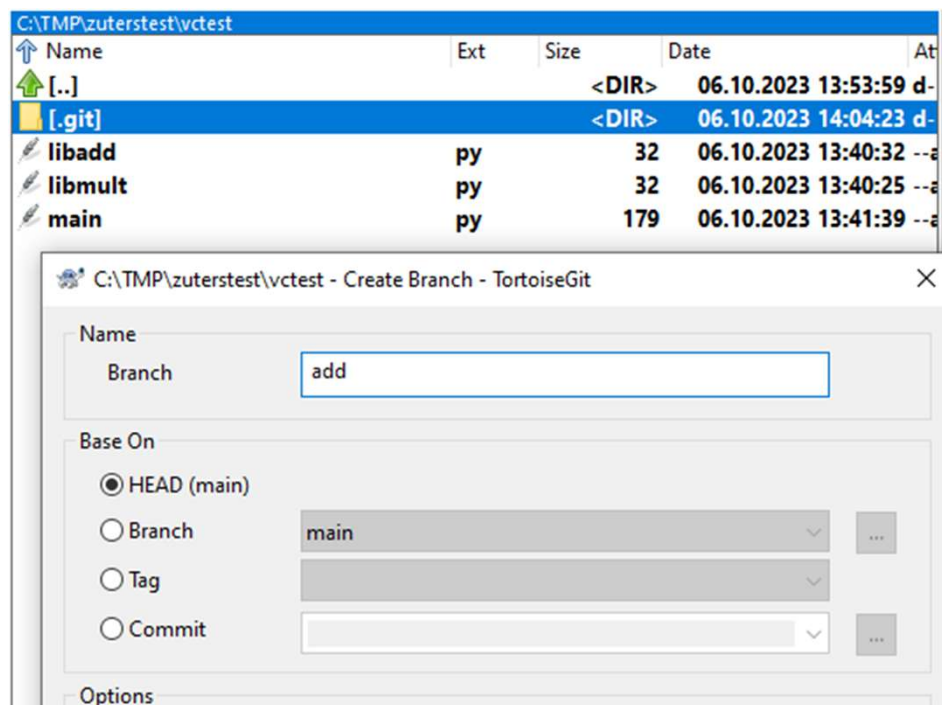 C:\TMP\zuterstest\vctest
Name Ext Size Date At
[..] <DIR> 06.10.2023 13:53:59 d-
[.git] <DIR> 06.10.2023 14:04:23 d-
libadd py 32 06.10.2023 13:40:32 --a
libmult py 32 06.10.2023 13:40:25 --a
main py 179 06.10.2023 13:41:39 --a
C:\TMP\zuterstest\vctest - Create Branch - TortoiseGit
Name
Branch add
Base On
HEAD (main)
Branch main ...
Tag
Commit ...
Options